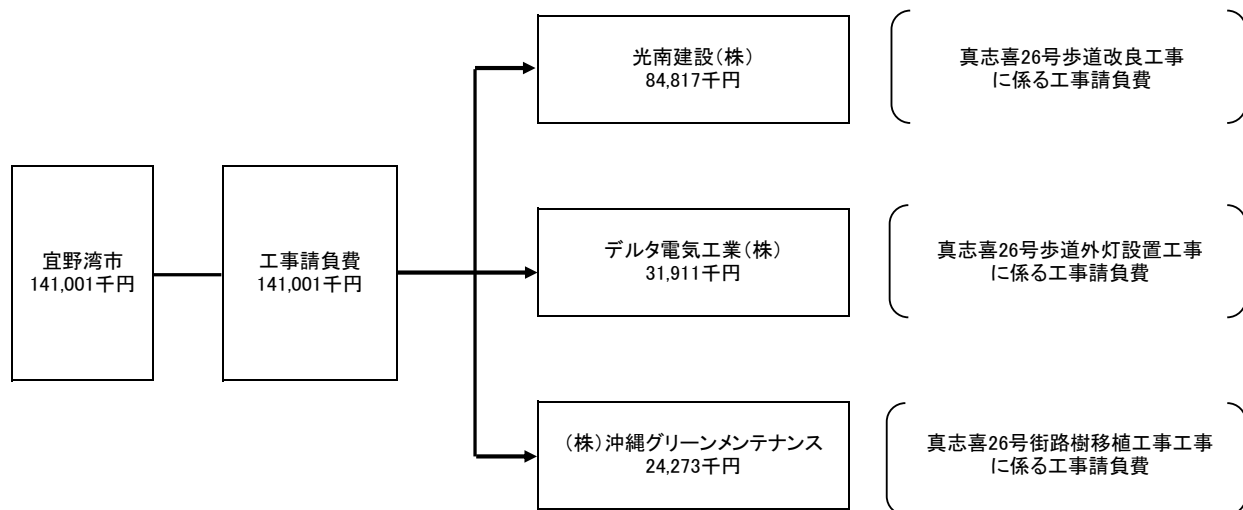 宜野湾市
141,001千円
工事請負費
141,001千円
光南建設(株)
84,817千円
真志喜26号歩道改良工事
に係る工事請負費
デルタ電気工業(株)
31,911千円
真志喜26号歩道外灯設置工事
に係る工事請負費
(株)沖縄グリーンメンテナンス
24,273千円
真志喜26号街路樹移植工事工事
に係る工事請負費